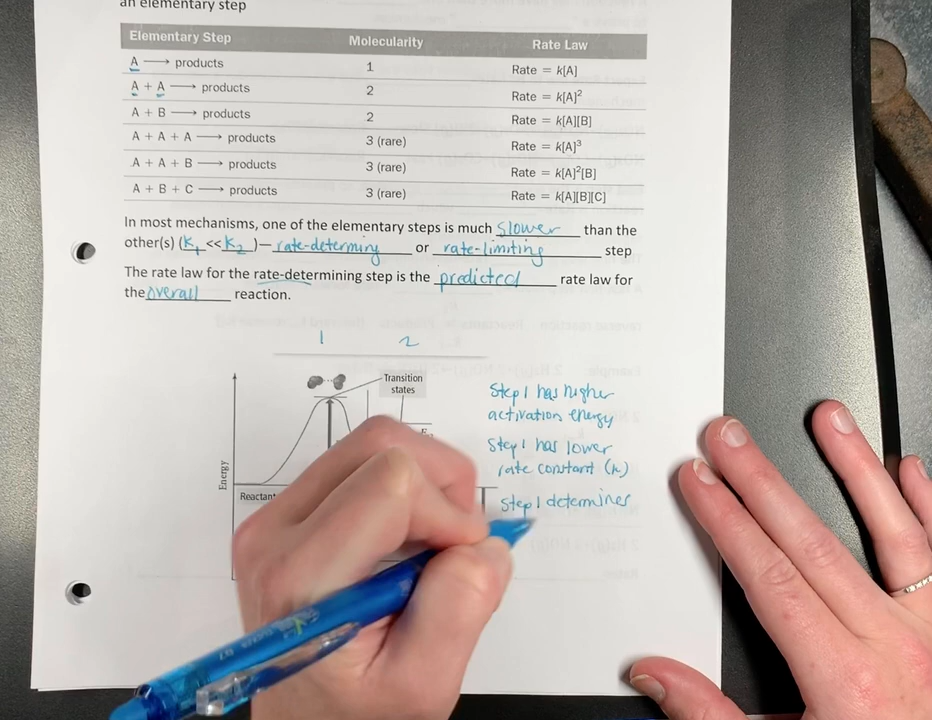 an elementary step
Elementary Step Molecularity Rate Law
A ⟶ products 1 Rate = k[A]
A + A ⟶ products 2 Rate = k[A]²
A + B ⟶ products 2 Rate = k[A][B]
A + A + A ⟶ products 3 (rare) Rate = k[A]³
A + A + B ⟶ products 3 (rare) Rate = k[A]²[B]
A + B + C ⟶ products 3 (rare) Rate = k[A][B][C]
In most mechanisms, one of the elementary steps is much slower than the
other(s) (k₁ << k₂) — rate-determing or rate-limiting step
The rate law for the rate-determining step is the predicted rate law for
the overall reaction.
1 2
Transition
states
Energy
Reactan
Step 1 has higher
activation energy
Step 1 has lower
rate constant (k)
Step 1 determines